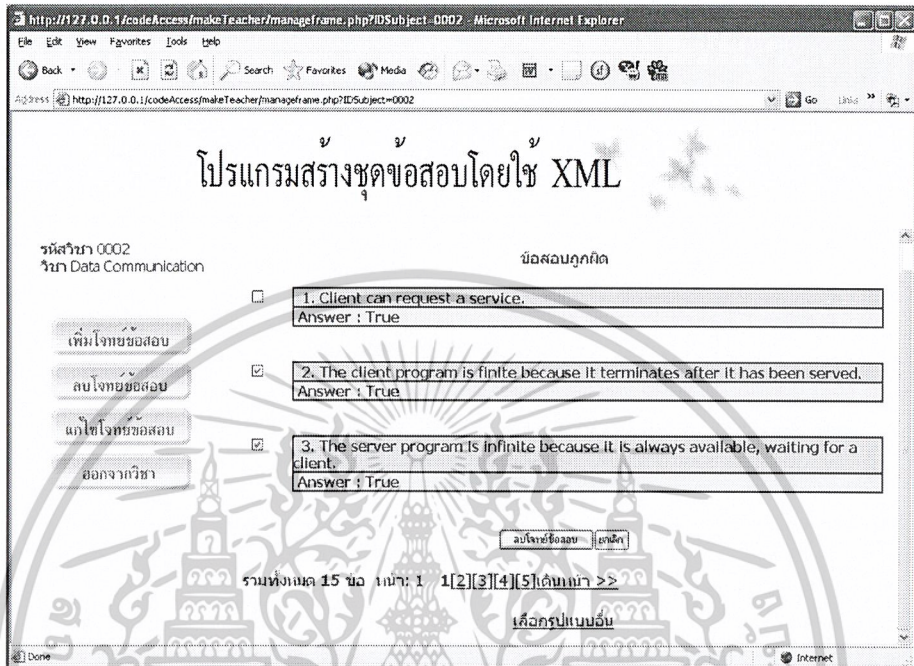 http://127.0.0.1/codeAccess/makeTeacher/manageframe.php?IDSubject=0002 - Microsoft Internet Explorer
File Edit View Favorites Tools Help
Back Search Favorites Media
Address http://127.0.0.1/codeAccess/makeTeacher/manageframe.php?IDSubject=0002 Go Links »
โปรแกรมสร้างชุดข้อสอบโดยใช้ XML
รหัสวิชา 0002
วิชา Data Communication
ข้อสอบถูกผิด
เพิ่มโจทย์ข้อสอบ
ลบโจทย์ข้อสอบ
แก้ไขโจทย์ข้อสอบ
ออกจากวิชา
1. Client can request a service.
Answer : True
2. The client program is finite because it terminates after it has been served.
Answer : True
3. The server program is infinite because it is always available, waiting for a
client.
Answer : True
ลบโจทย์ข้อสอบ ยกเลิก
รวมทั้งหมด 15 ข้อ หน้า: 1 1[2][3][4][5]เดินหน้า >>
เลือกรูปแบบอื่น
Done Internet